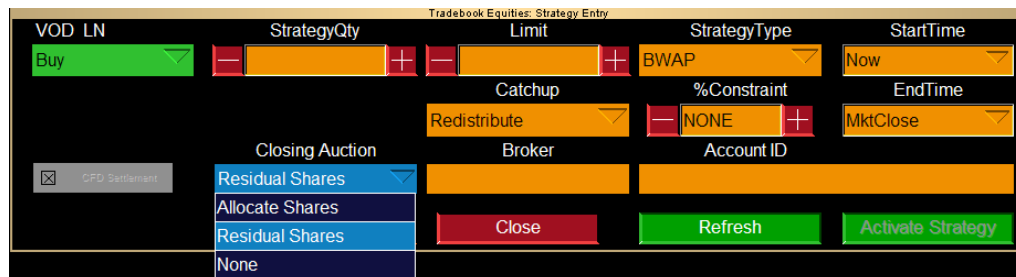 Tradebook Equities: Strategy Entry
VOD LN StrategyQty Limit StrategyType StartTime
Buy BWAP Now
Catchup %Constraint EndTime
Redistribute NONE MktClose
Closing Auction Broker Account ID
CFD Settlement Residual Shares
Allocate Shares
Residual Shares Close Refresh Activate Strategy
None